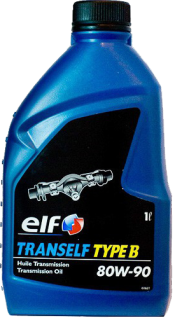 1ℓ
elf
TRANSELF TYPE B
Huile Transmission
Transmission Oil
80W-90